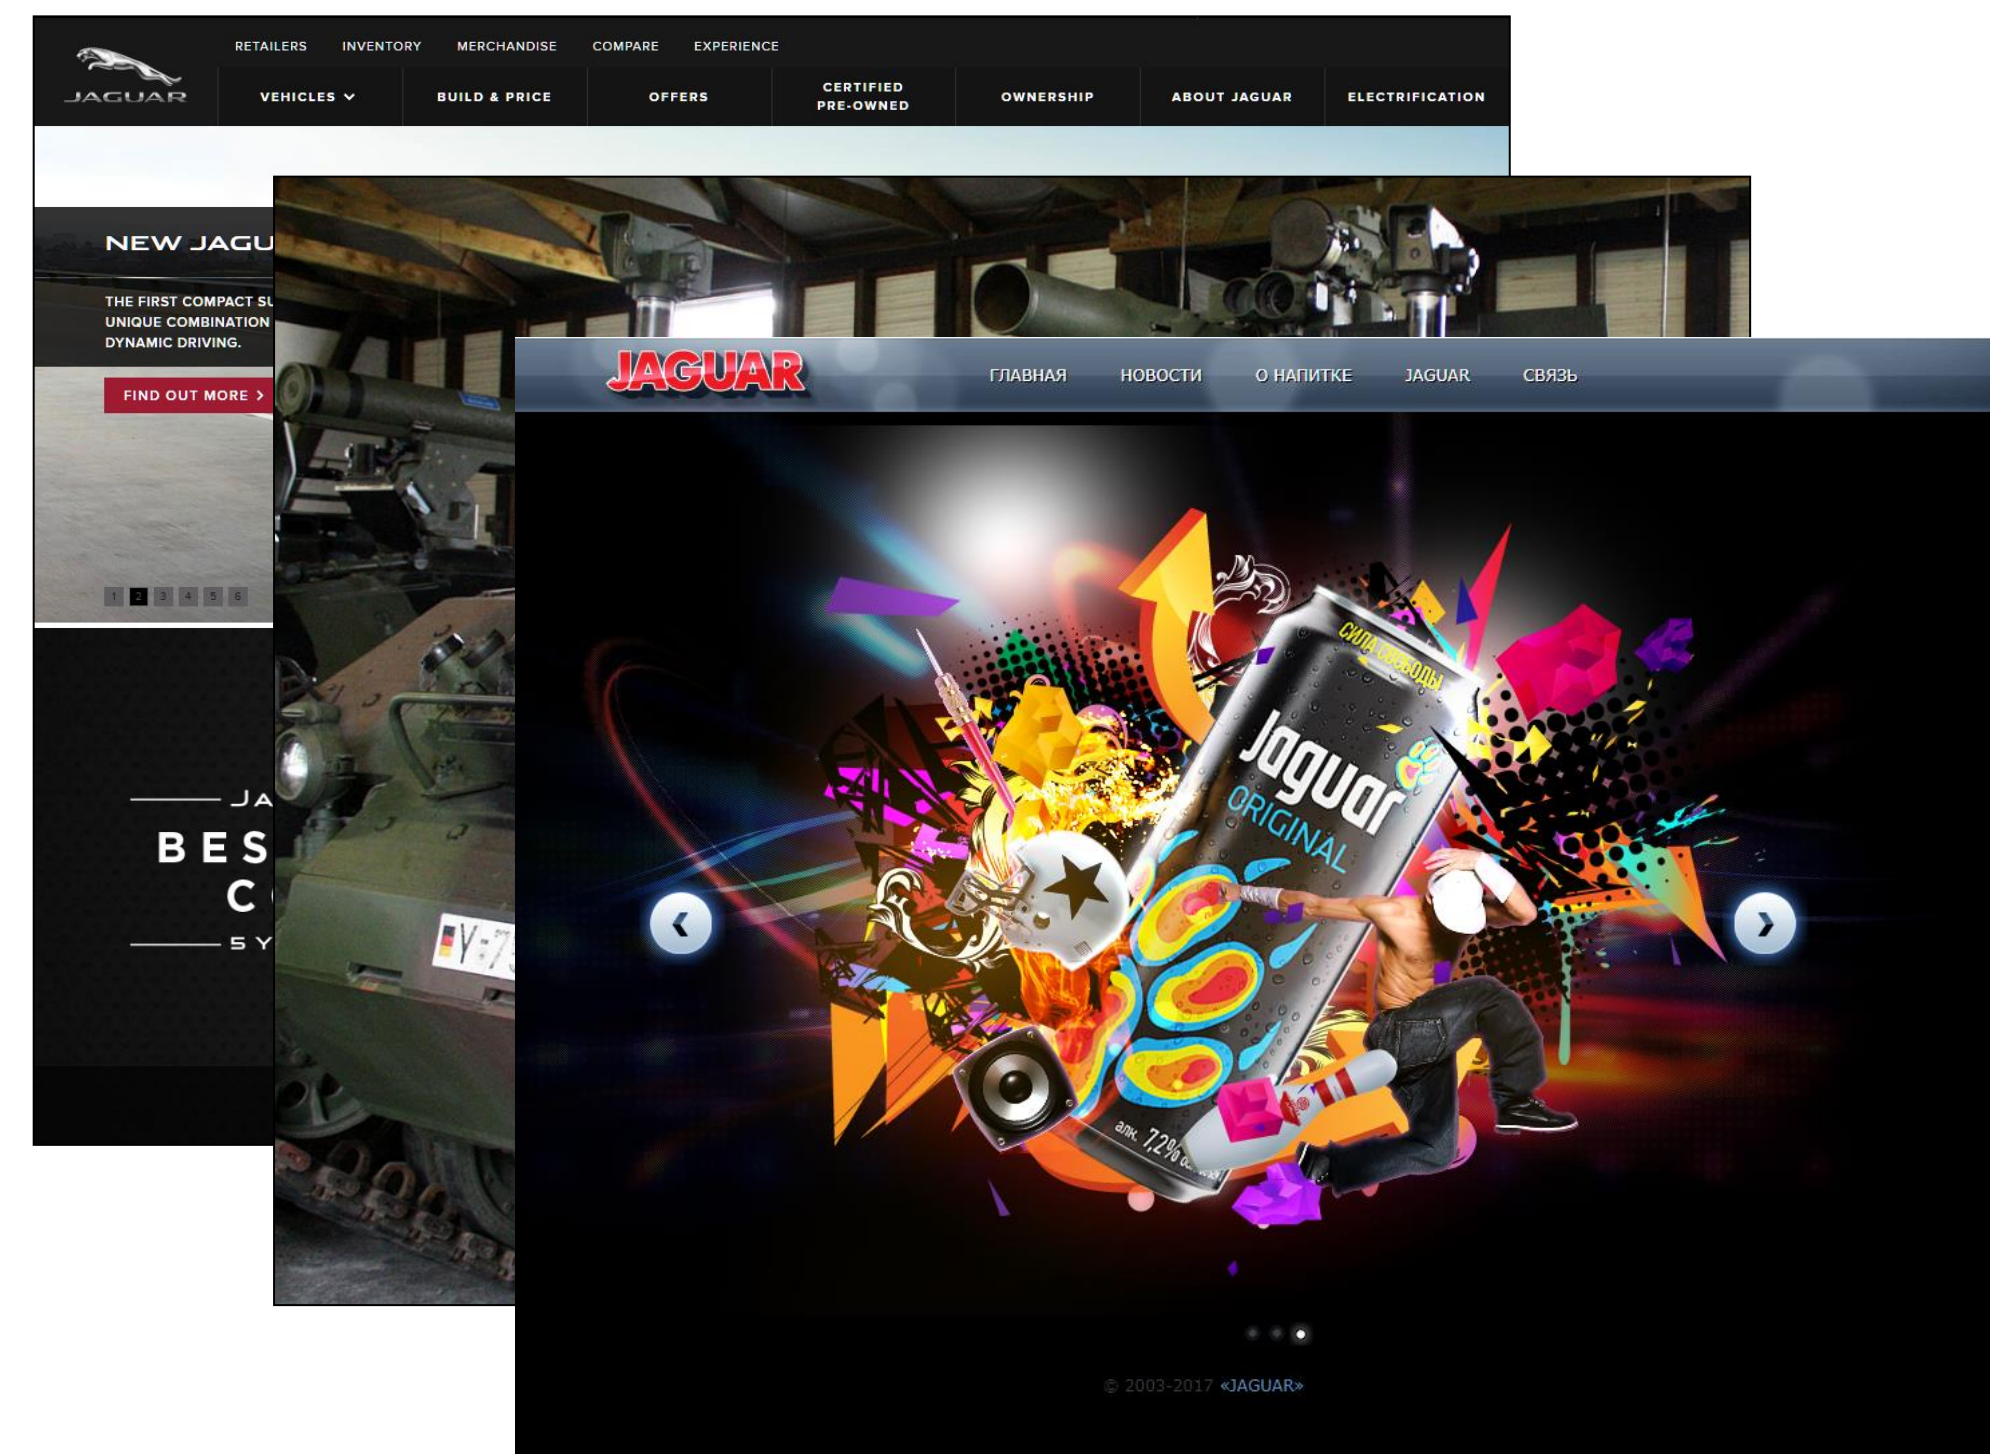 RETAILERS INVENTORY MERCHANDISE COMPARE EXPERIENCE
JAGUAR
VEHICLES BUILD & PRICE OFFERS CERTIFIED PRE-OWNED OWNERSHIP ABOUT JAGUAR ELECTRIFICATION
NEW JAGU
THE FIRST COMPACT SU
UNIQUE COMBINATION
DYNAMIC DRIVING.
FIND OUT MORE >
1 2 3 4 5 6
JA
BES
C
5 Y
Y-73
JAGUAR ГЛАВНАЯ НОВОСТИ О НАПИТКЕ JAGUAR СВЯЗЬ
СИЛА СВОБОДЫ
Jaguar
ORIGINAL
алк. 7,2% об.
© 2003-2017 «JAGUAR»